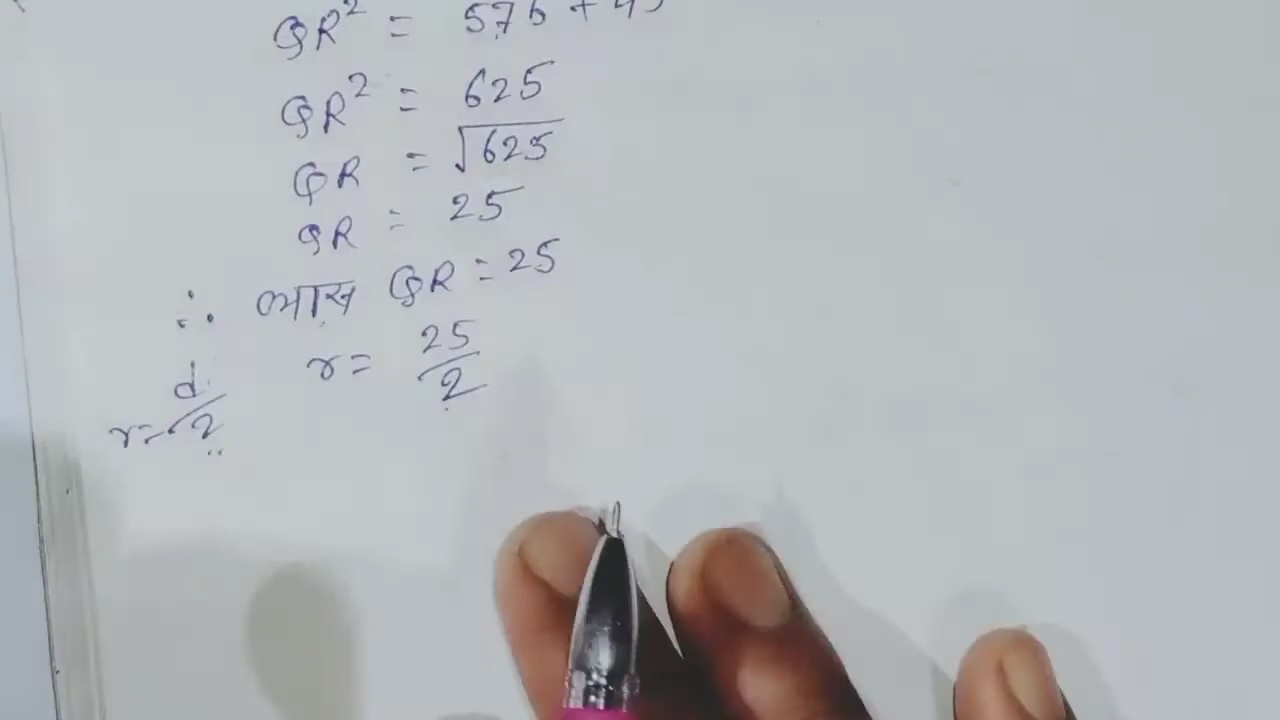 QR² = 576 + 49
QR² = 625
QR = √625
QR = 25
∴ व्यास QR = 25
r = 25/2
r = d/2